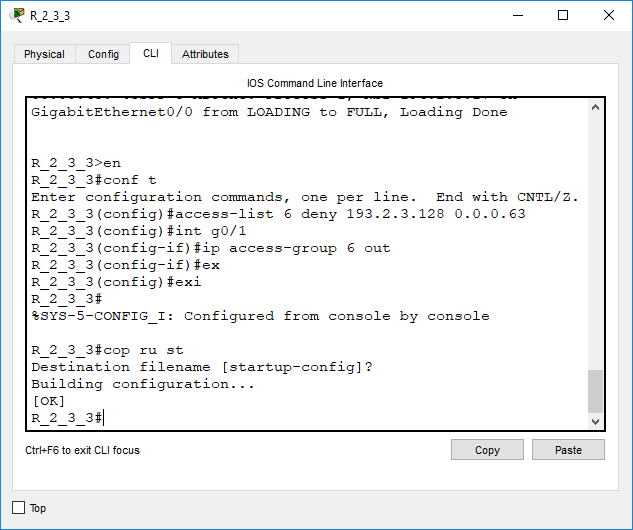 R_2_3_3
Physical Config CLI Attributes
IOS Command Line Interface
GigabitEthernet0/0 from LOADING to FULL, Loading Done
R_2_3_3>en
R_2_3_3#conf t
Enter configuration commands, one per line.  End with CNTL/Z.
R_2_3_3(config)#access-list 6 deny 193.2.3.128 0.0.0.63
R_2_3_3(config)#int g0/1
R_2_3_3(config-if)#ip access-group 6 out
R_2_3_3(config-if)#ex
R_2_3_3(config)#exi
R_2_3_3#
%SYS-5-CONFIG_I: Configured from console by console
R_2_3_3#cop ru st
Destination filename [startup-config]?
Building configuration...
[OK]
R_2_3_3#
Ctrl+F6 to exit CLI focus Copy Paste
Top